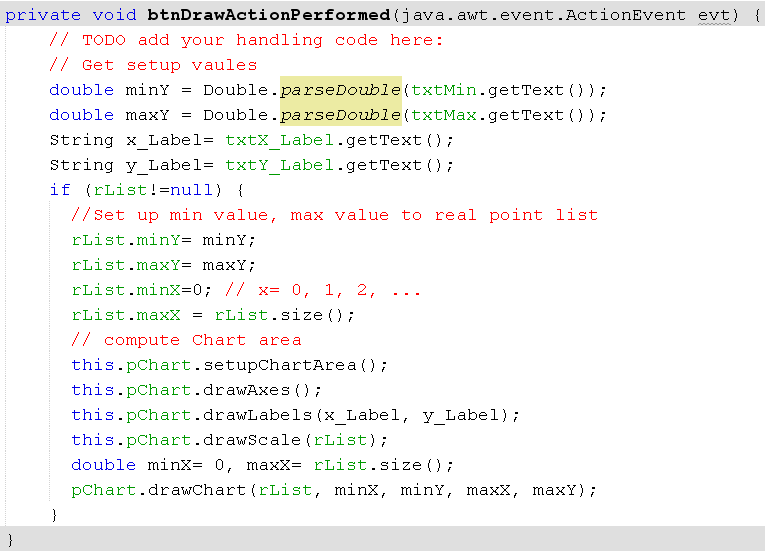 private void btnDrawActionPerformed(java.awt.event.ActionEvent evt) {
// TODO add your handling code here:
// Get setup vaules
double minY = Double.parseDouble(txtMin.getText());
double maxY = Double.parseDouble(txtMax.getText());
String x_Label= txtX_Label.getText();
String y_Label= txtY_Label.getText();
if (rList!=null) {
//Set up min value, max value to real point list
rList.minY= minY;
rList.maxY= maxY;
rList.minX=0; // x= 0, 1, 2, ...
rList.maxX = rList.size();
// compute Chart area
this.pChart.setupChartArea();
this.pChart.drawAxes();
this.pChart.drawLabels(x_Label, y_Label);
this.pChart.drawScale(rList);
double minX= 0, maxX= rList.size();
pChart.drawChart(rList, minX, minY, maxX, maxY);
}
}